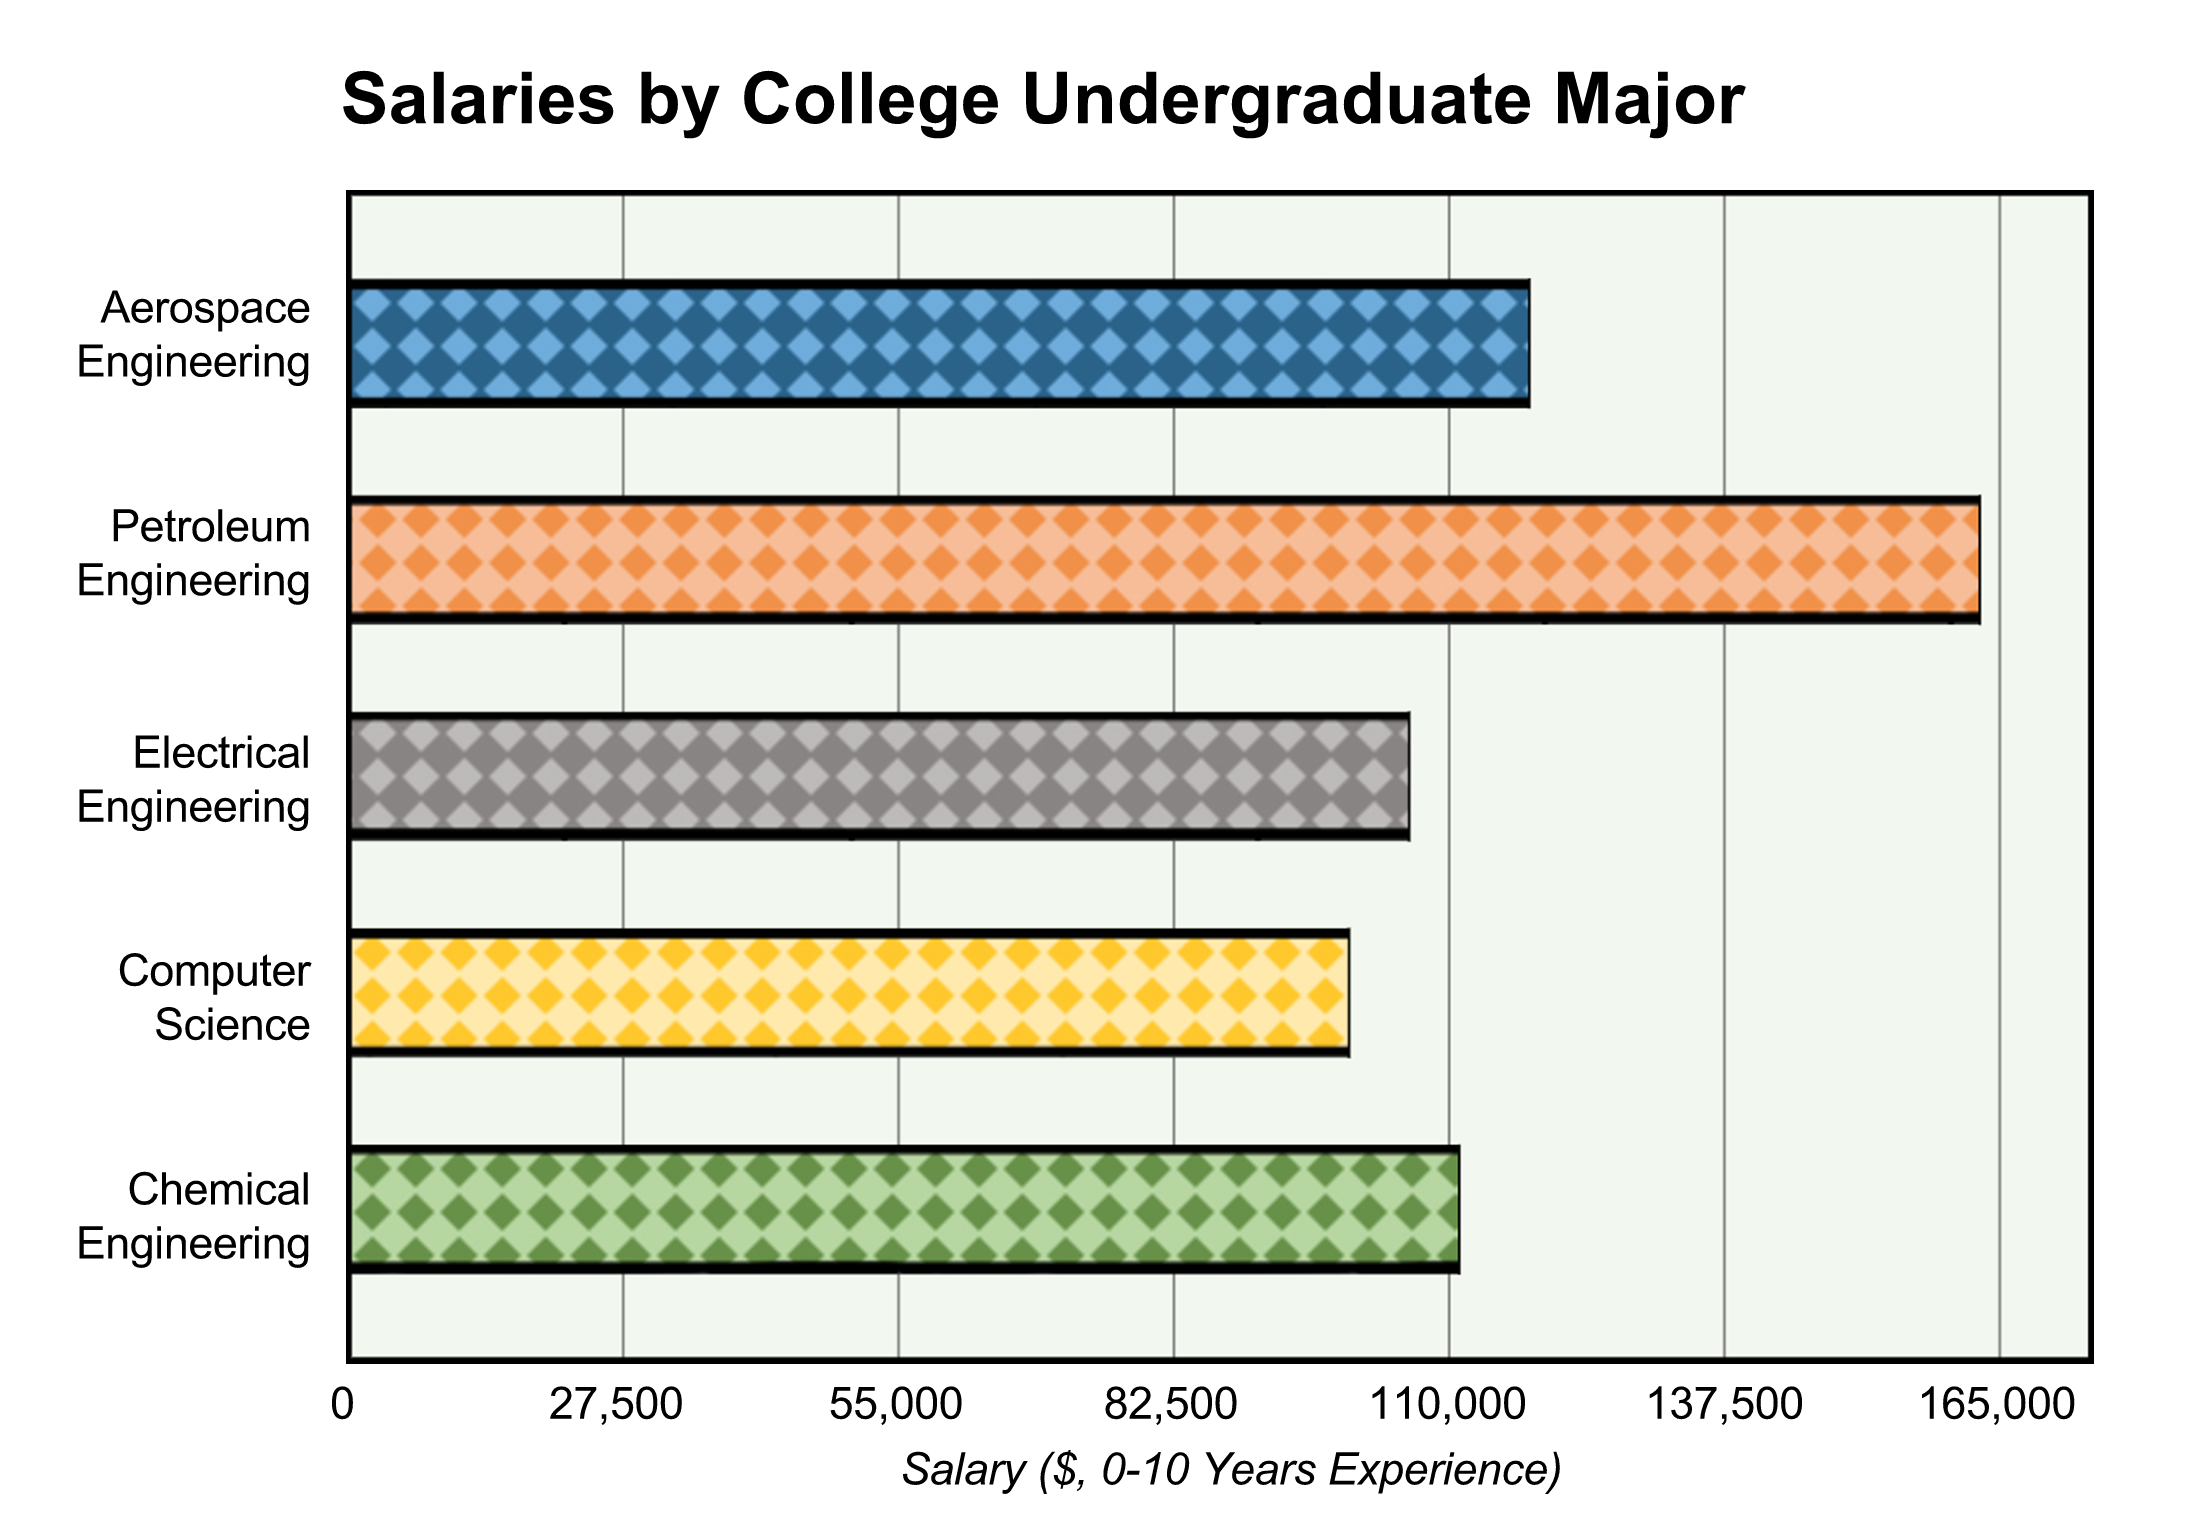 Salaries by College Undergraduate Major
Aerospace
Engineering
Petroleum
Engineering
Electrical
Engineering
Computer
Science
Chemical
Engineering
0 27,500 55,000 82,500 110,000 137,500 165,000
Salary ($, 0-10 Years Experience)